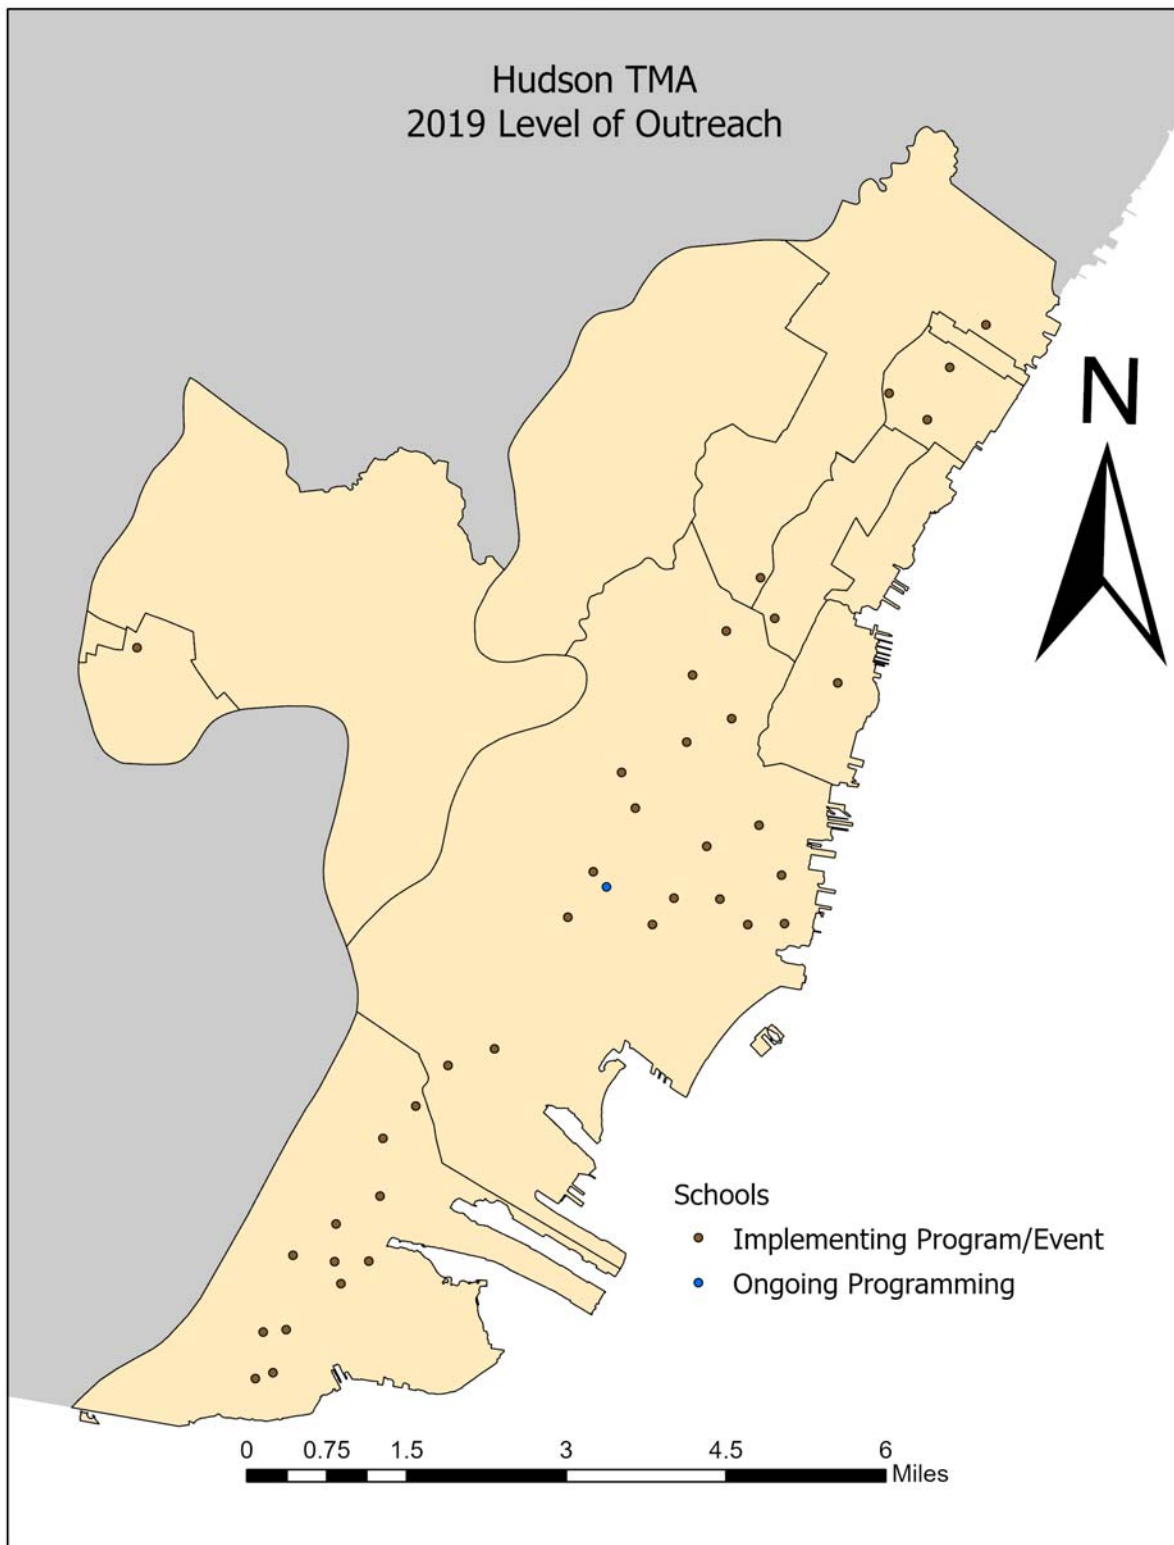 Hudson TMA
2019 Level of Outreach
N
Schools
Implementing Program/Event
Ongoing Programming
0 0.75 1.5 3 4.5 6
Miles